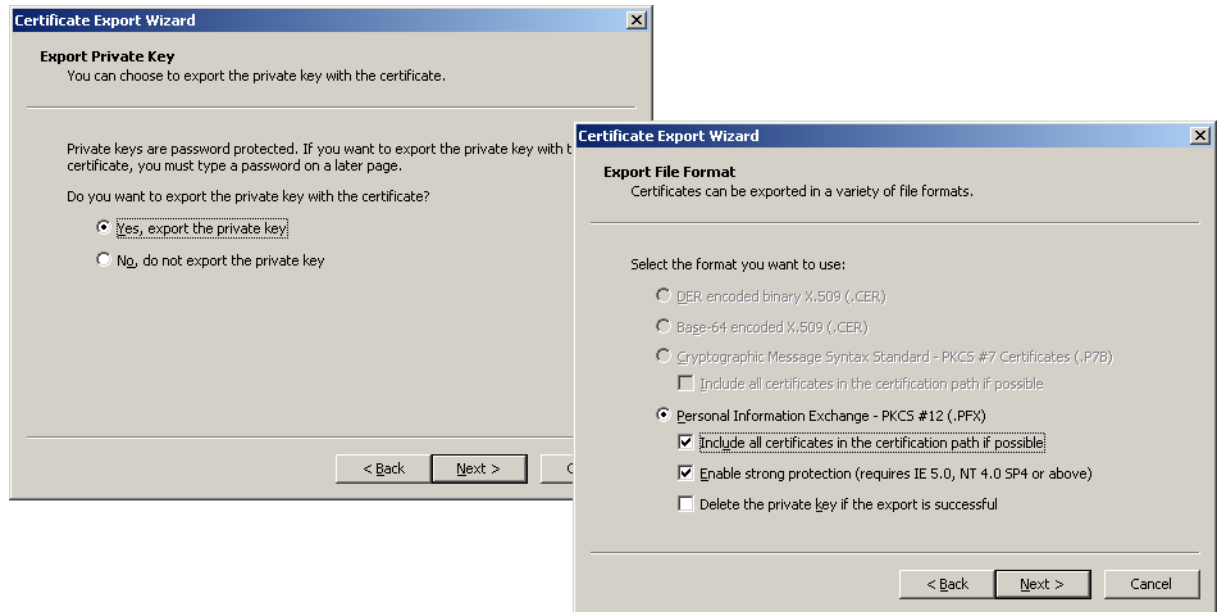 Certificate Export Wizard
Export Private Key
You can choose to export the private key with the certificate.
Private keys are password protected. If you want to export the private key with t
certificate, you must type a password on a later page.
Do you want to export the private key with the certificate?
Yes, export the private key
No, do not export the private key
< Back Next > C
Certificate Export Wizard
Export File Format
Certificates can be exported in a variety of file formats.
Select the format you want to use:
DER encoded binary X.509 (.CER)
Base-64 encoded X.509 (.CER)
Cryptographic Message Syntax Standard - PKCS #7 Certificates (.P7B)
Include all certificates in the certification path if possible
Personal Information Exchange - PKCS #12 (.PFX)
Include all certificates in the certification path if possible
Enable strong protection (requires IE 5.0, NT 4.0 SP4 or above)
Delete the private key if the export is successful
< Back Next > Cancel